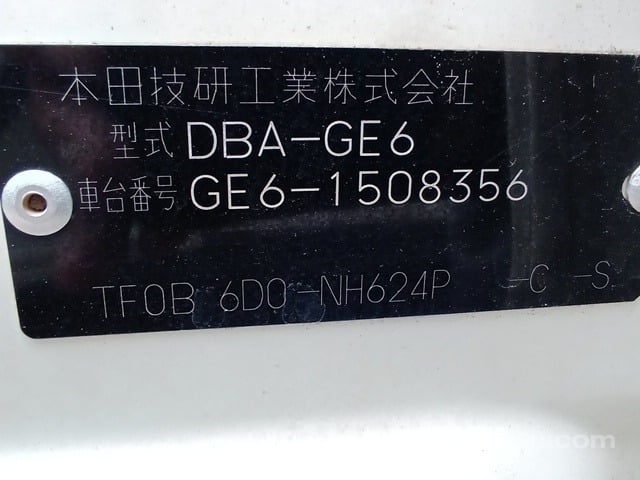 本田技研工業株式会社
型式 DBA-GE6
車台番号 GE6-1508356
TF0B 6D0-NH624P -C -S
.com